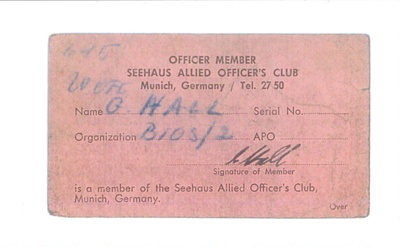 OFFICER MEMBER
SEEHAUS ALLIED OFFICER'S CLUB
Munich, Germany / Tel. 27 50
Name G. HALL Serial No.
Organization BIOS/2 APO
Signature of Member
is a member of the Seehaus Allied Officer's Club,
Munich, Germany.
Over